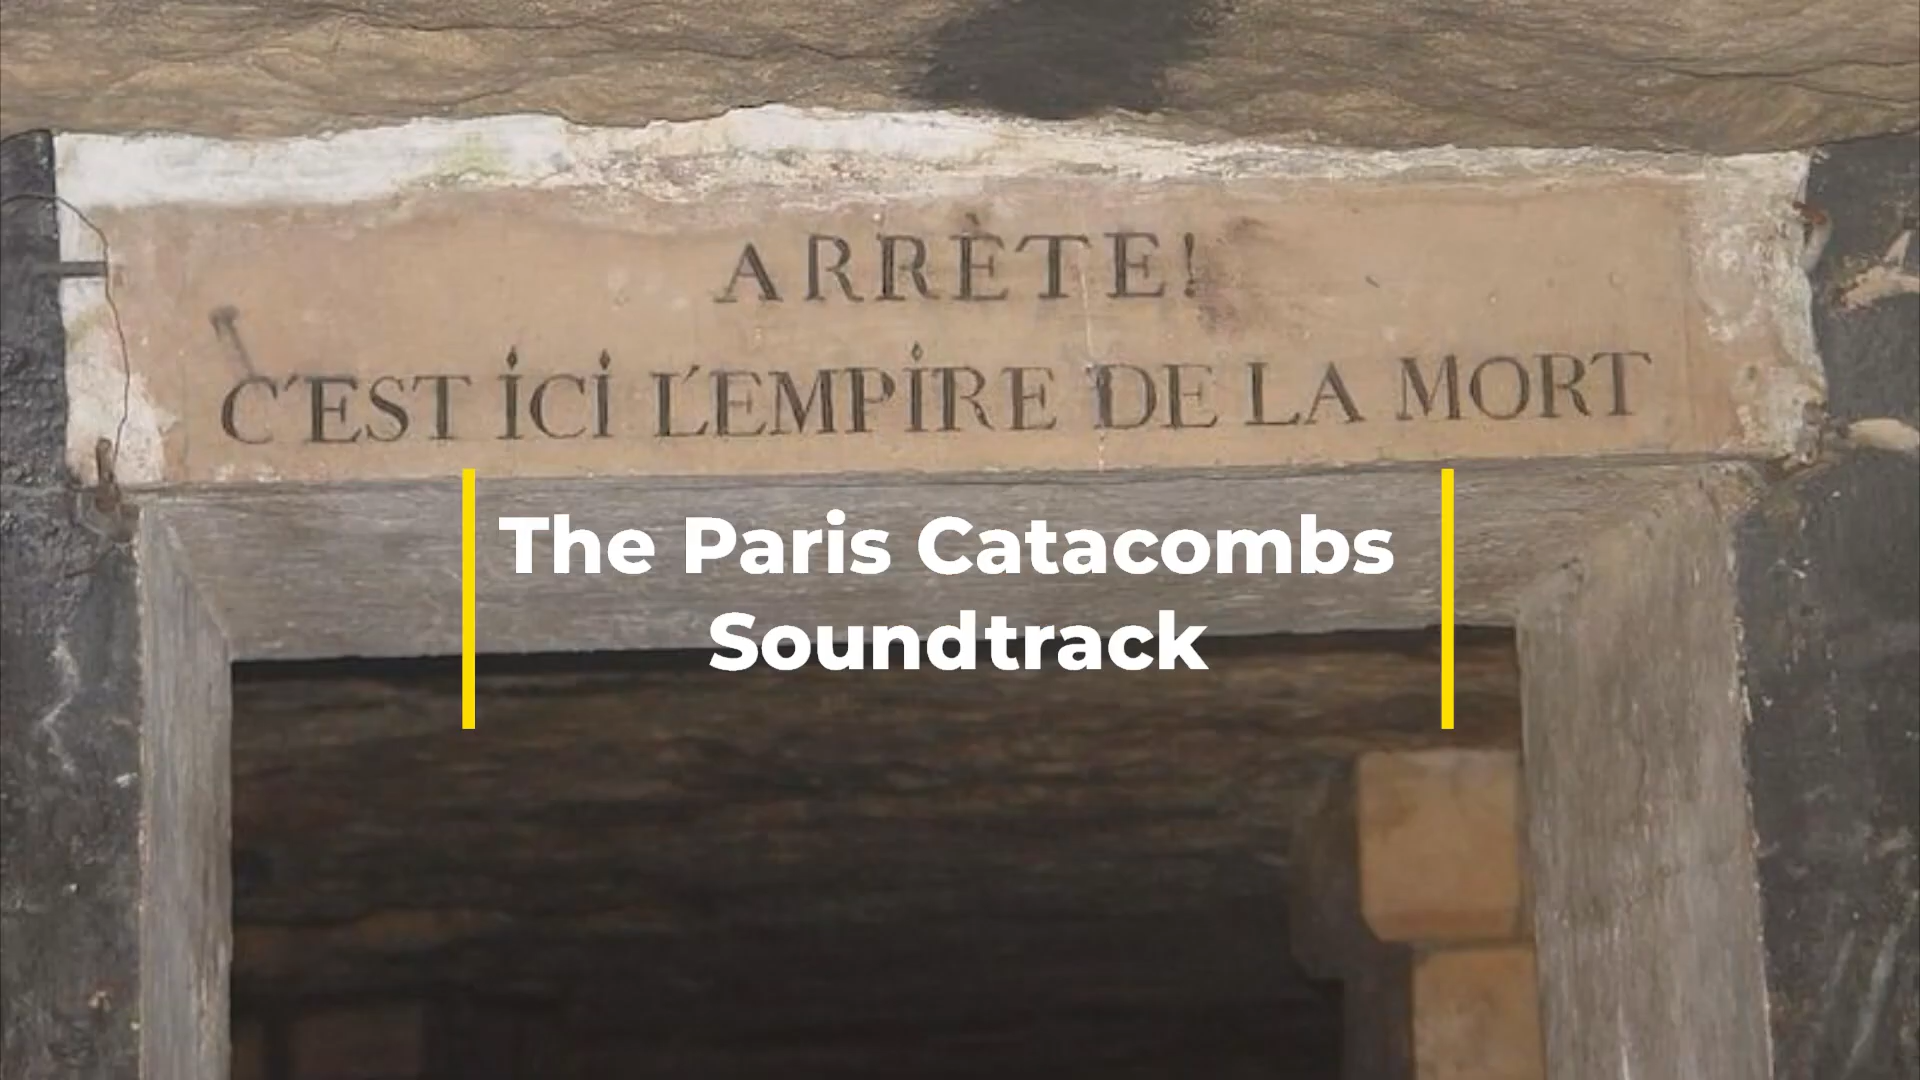 ARRÈTE!
C'EST ICI L'EMPIRE DE LA MORT
The Paris Catacombs
Soundtrack